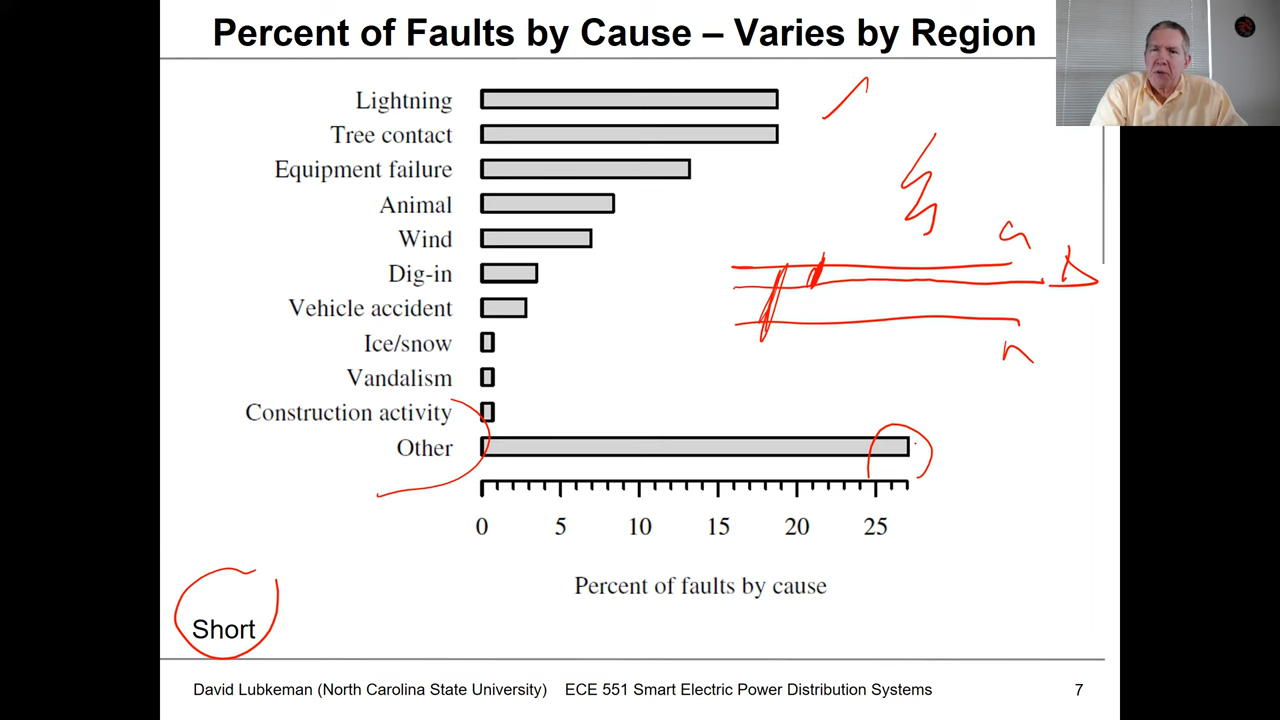 Percent of Faults by Cause – Varies by Region
Lightning
Tree contact
Equipment failure
Animal
Wind
Dig-in
Vehicle accident
Ice/snow
Vandalism
Construction activity
Other
0 5 10 15 20 25
Percent of faults by cause
a
b
n
Short
David Lubkeman (North Carolina State University) ECE 551 Smart Electric Power Distribution Systems 7